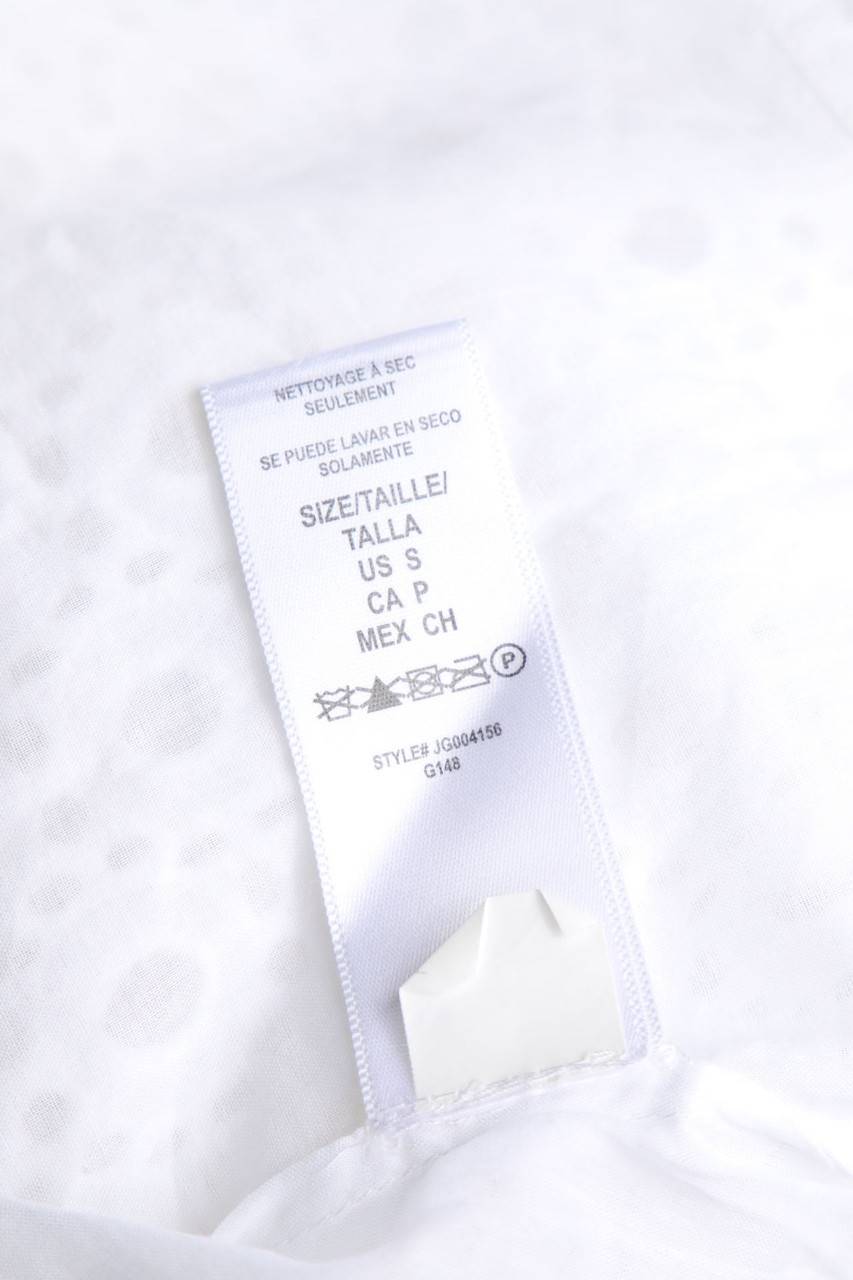 NETTOYAGE À SEC
SEULEMENT
SE PUEDE LAVAR EN SECO
SOLAMENTE
SIZE/TAILLE/
TALLA
US S
CA P
MEX CH
P
STYLE# JG004156
G148